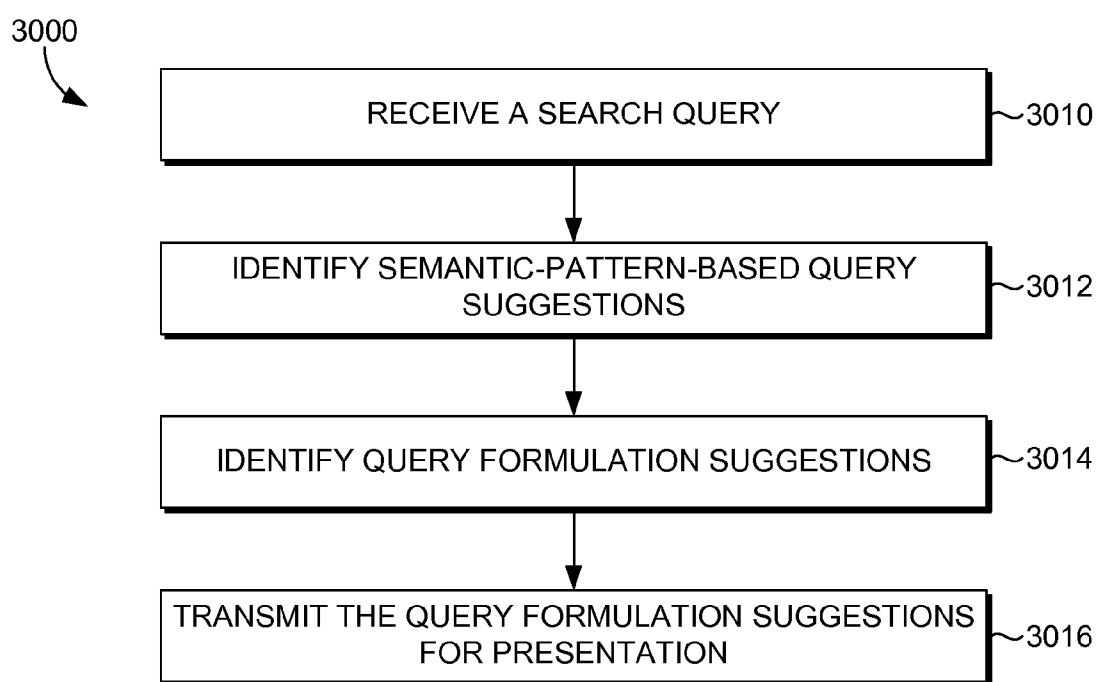 3000
RECEIVE A SEARCH QUERY
3010
IDENTIFY SEMANTIC-PATTERN-BASED QUERY
SUGGESTIONS
3012
IDENTIFY QUERY FORMULATION SUGGESTIONS
3014
TRANSMIT THE QUERY FORMULATION SUGGESTIONS
FOR PRESENTATION
3016